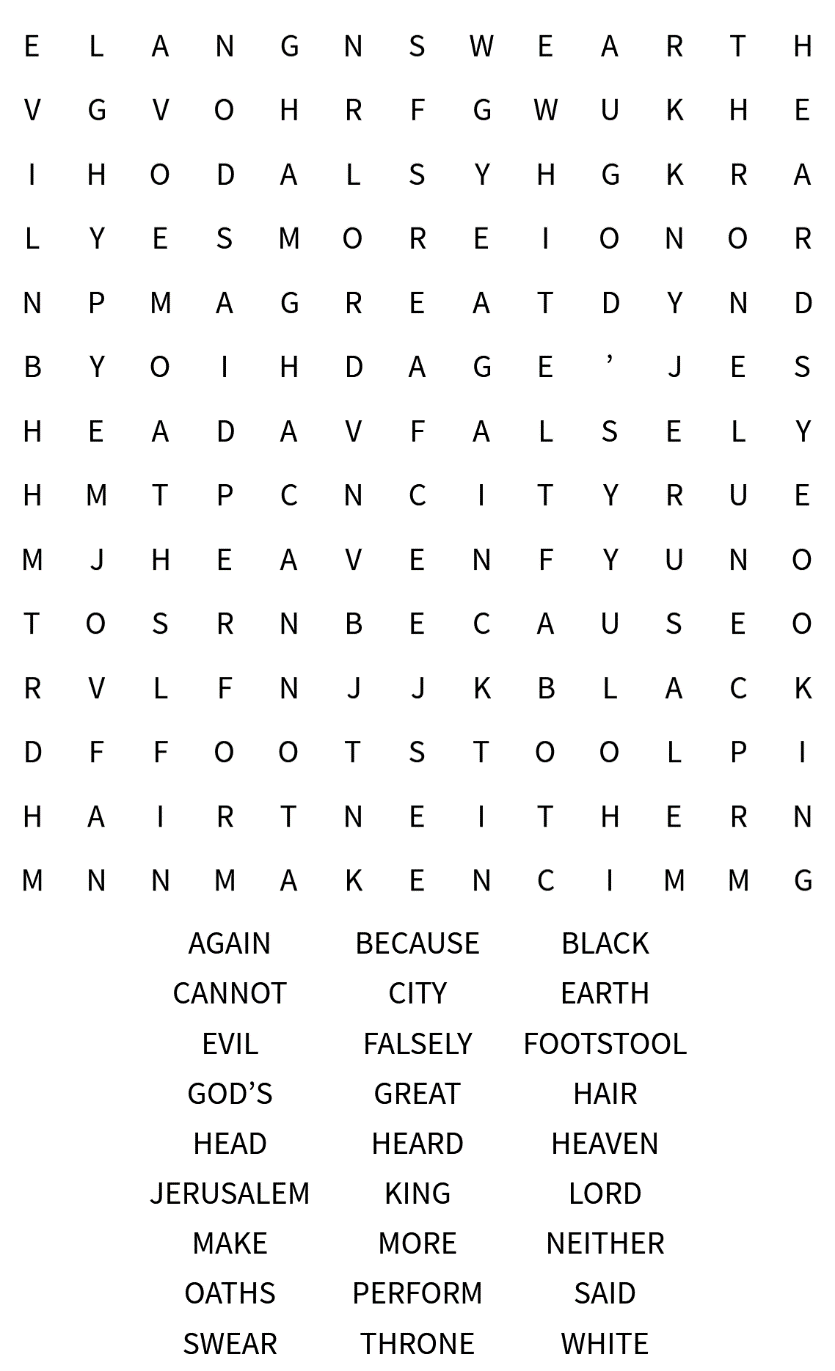 E L A N G N S W E A R T H
V G V O H R F G W U K H E
I H O D A L S Y H G K R A
L Y E S M O R E I O N O R
N P M A G R E A T D Y N D
B Y O I H D A G E ’ J E S
H E A D A V F A L S E L Y
H M T P C N C I T Y R U E
M J H E A V E N F Y U N O
T O S R N B E C A U S E O
R V L F N J J K B L A C K
D F F O O T S T O O L P I
H A I R T N E I T H E R N
M N N M A K E N C I M M G
AGAIN BECAUSE BLACK
CANNOT CITY EARTH
EVIL FALSELY FOOTSTOOL
GOD’S GREAT HAIR
HEAD HEARD HEAVEN
JERUSALEM KING LORD
MAKE MORE NEITHER
OATHS PERFORM SAID
SWEAR THRONE WHITE